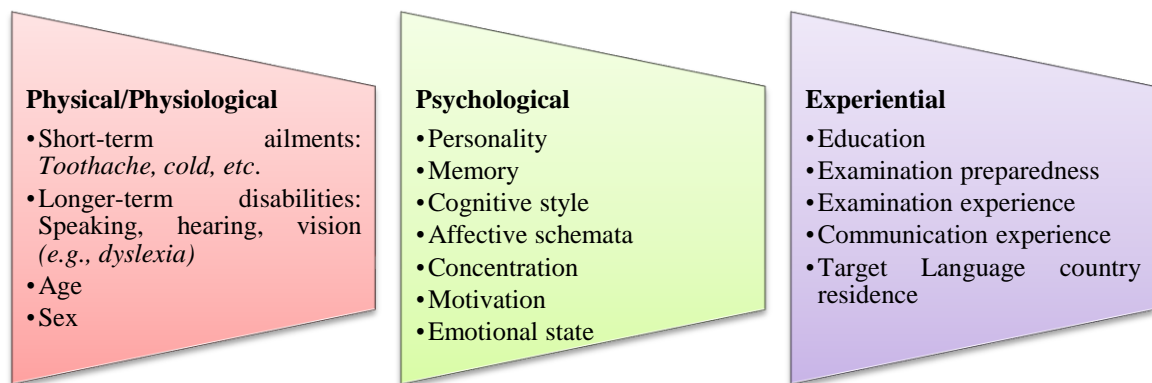 Physical/Physiological
•Short-term ailments:
Toothache, cold, etc.
•Longer-term disabilities:
Speaking, hearing, vision
(e.g., dyslexia)
•Age
•Sex
Psychological
•Personality
•Memory
•Cognitive style
•Affective schemata
•Concentration
•Motivation
•Emotional state
Experiential
•Education
•Examination preparedness
•Examination experience
•Communication experience
•Target Language country
residence